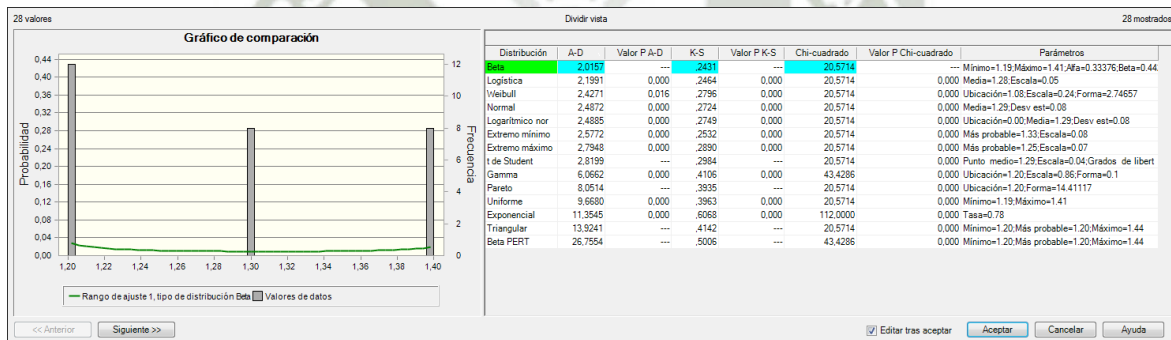 28 valores
Dividir vista
28 mostrados
Gráfico de comparación
0,44
0,40
0,36
0,32
0,28
0,24
0,20
0,16
0,12
0,08
0,04
0,00
Probabilidad
12
10
8
6
4
2
0
Frecuencia
1,20 1,22 1,24 1,26 1,28 1,30 1,32 1,34 1,36 1,38 1,40
Rango de ajuste 1, tipo de distribución Beta Valores de datos
Distribución A-D Valor P A-D K-S Valor P K-S Chi-cuadrado Valor P Chi-cuadrado Parámetros
Beta 2,0157 --- ,2431 --- 20,5714 --- Mínimo=1.19;Máximo=1.41;Alfa=0.33376;Beta=0.44
Logística 2,1991 0,000 ,2464 0,000 20,5714 0,000 Media=1.28;Escala=0.05
Weibull 2,4271 0,016 ,2796 0,000 20,5714 0,000 Ubicación=1.08;Escala=0.24;Forma=2.74657
Normal 2,4872 0,000 ,2724 0,000 20,5714 0,000 Media=1.29;Desv est=0.08
Logarítmico nor 2,4885 0,000 ,2749 0,000 20,5714 0,000 Ubicación=0.00;Media=1.29;Desv est=0.08
Extremo mínimo 2,5772 0,000 ,2532 0,000 20,5714 0,000 Más probable=1.33;Escala=0.08
Extremo máximo 2,7948 0,000 ,2890 0,000 20,5714 0,000 Más probable=1.25;Escala=0.07
t de Student 2,8199 --- ,2984 --- 20,5714 0,000 Punto medio=1.29;Escala=0.04;Grados de libert
Gamma 6,0662 0,000 ,4106 0,000 43,4286 0,000 Ubicación=1.20;Escala=0.86;Forma=0.1
Pareto 8,0514 --- ,3935 --- 20,5714 0,000 Ubicación=1.20;Forma=14.41117
Uniforme 9,6680 0,000 ,3963 0,000 20,5714 0,000 Mínimo=1.19;Máximo=1.41
Exponencial 11,3545 0,000 ,6068 0,000 112,0000 0,000 Tasa=0.78
Triangular 13,9241 --- ,4142 --- 20,5714 0,000 Mínimo=1.20;Más probable=1.20;Máximo=1.44
Beta PERT 26,7554 --- ,5006 --- 43,4286 0,000 Mínimo=1.20;Más probable=1.20;Máximo=1.44
<< Anterior Siguiente >> Editar tras aceptar Aceptar Cancelar Ayuda